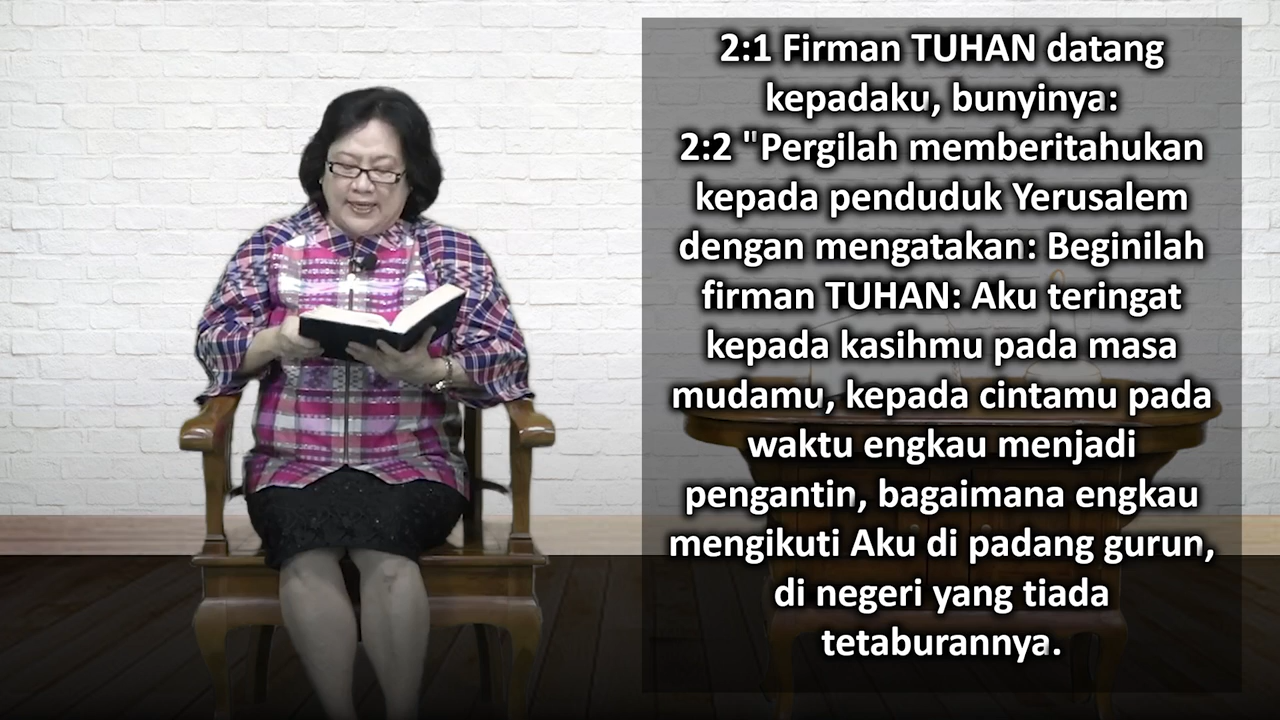 2:1 Firman TUHAN datang
kepadaku, bunyinya:
2:2 "Pergilah memberitahukan
kepada penduduk Yerusalem
dengan mengatakan: Beginilah
firman TUHAN: Aku teringat
kepada kasihmu pada masa
mudamu, kepada cintamu pada
waktu engkau menjadi
pengantin, bagaimana engkau
mengikuti Aku di padang gurun,
di negeri yang tiada
tetaburannya.